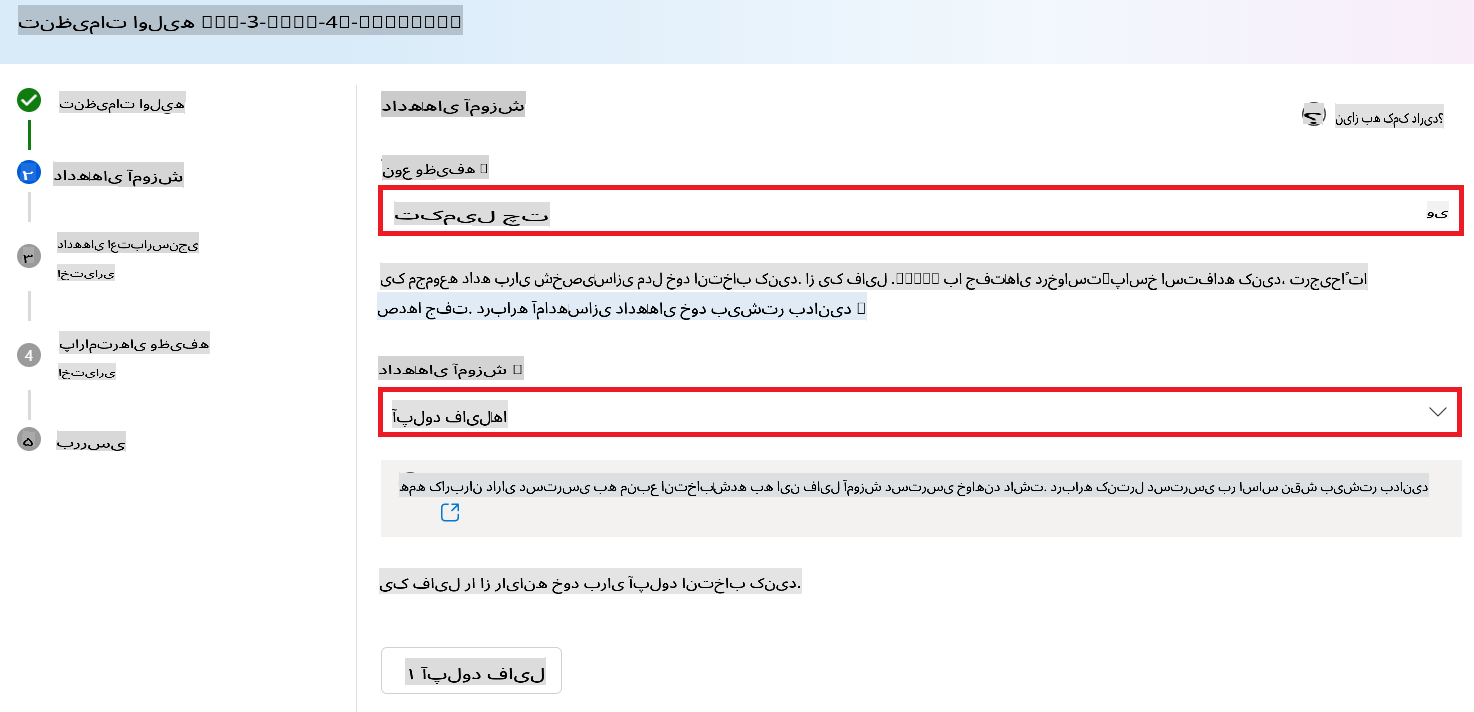 تنظیمات اولیه -3-4-
تنظیمات اولیه
۲ داده‌های آموزش
۳ داده‌های اعتبارسنجی
اختیاری
4 پارامترهای وظیفه
اختیاری
۵ بررسی
داده‌های آموزش
نیاز به کمک دارید؟
نوع وظیفه
تکمیل چت
یک مجموعه داده برای شخصی‌سازی مدل خود انتخاب کنید. از یک فایل . با جفت‌های درخواست پاسخ استفاده کنید، ترجیحاً تا
صدها جفت. درباره آماده‌سازی داده‌های خود بیشتر بدانید
داده‌های آموزش
آپلود فایل‌ها
همه کاربران دارای دسترسی به منبع انتخاب‌شده به این فایل آموزش دسترسی خواهند داشت. درباره کنترل دسترسی بر اساس نقش بیشتر بدانید
یک فایل را از رایانه خود برای آپلود انتخاب کنید.
۱ آپلود فایل